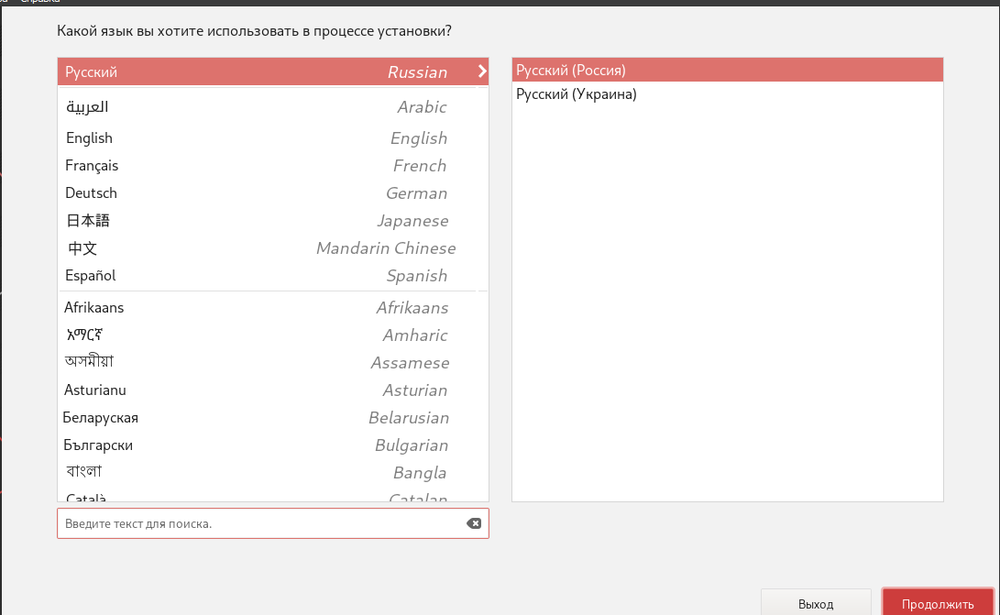 Справка
Какой язык вы хотите использовать в процессе установки?
Русский Russian
العربية Arabic
English English
Français French
Deutsch German
日本語 Japanese
中文 Mandarin Chinese
Español Spanish
Afrikaans Afrikaans
አማርኛ Amharic
অসমীয়া Assamese
Asturianu Asturian
Беларуская Belarusian
Български Bulgarian
বাংলা Bangla
Català Catalan
Введите текст для поиска.
Русский (Россия)
Русский (Украина)
Выход
Продолжить